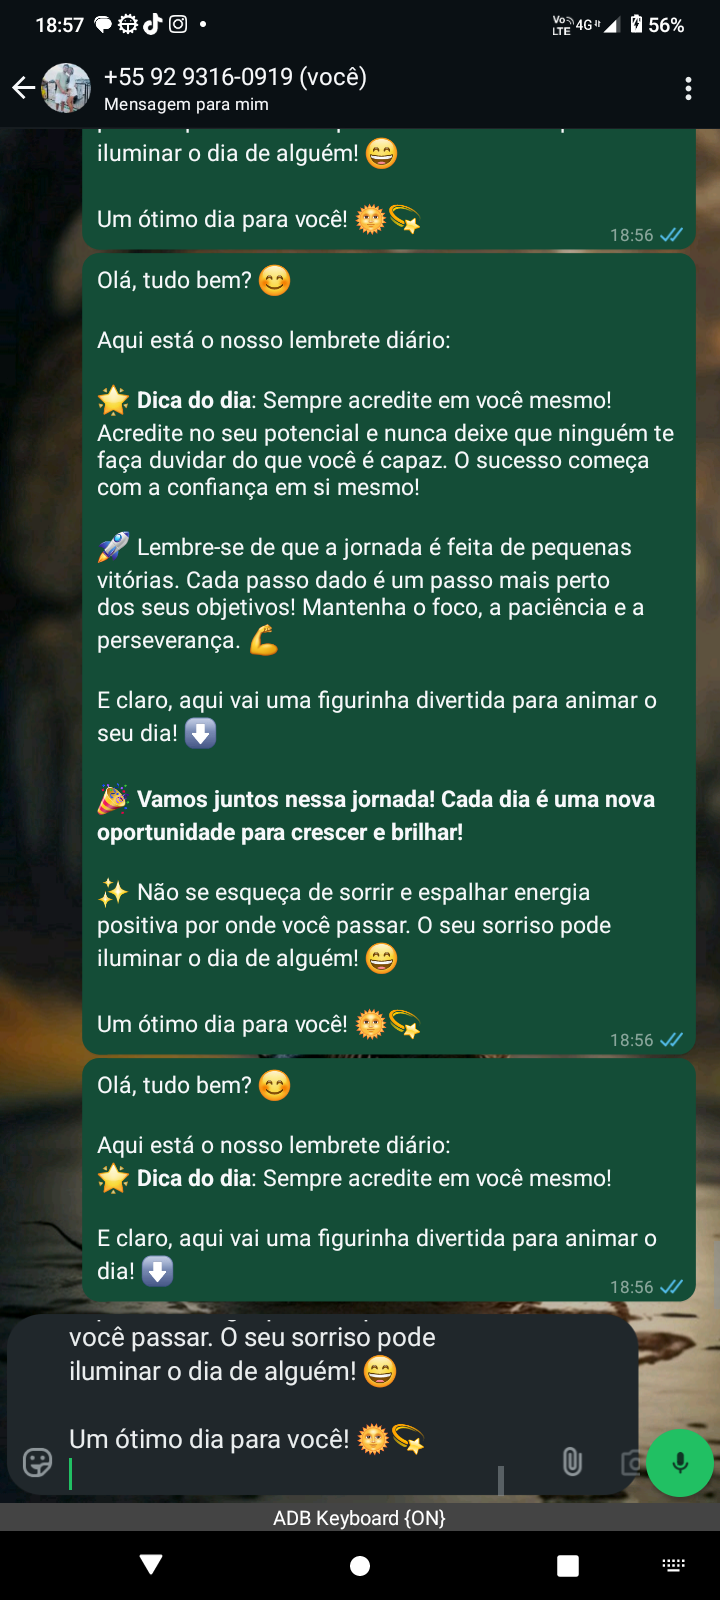 18:57
Vo LTE 4G 56%
+55 92 9316-0919 (você)
Mensagem para mim
iluminar o dia de alguém! 😄
Um ótimo dia para você! 🌞💫
18:56
Olá, tudo bem? 😊
Aqui está o nosso lembrete diário:
🌟 Dica do dia: Sempre acredite em você mesmo!
Acredite no seu potencial e nunca deixe que ninguém te
faça duvidar do que você é capaz. O sucesso começa
com a confiança em si mesmo!
🚀 Lembre-se de que a jornada é feita de pequenas
vitórias. Cada passo dado é um passo mais perto
dos seus objetivos! Mantenha o foco, a paciência e a
perseverança. 💪
E claro, aqui vai uma figurinha divertida para animar o
seu dia! ⬇️
🎉 Vamos juntos nessa jornada! Cada dia é uma nova
oportunidade para crescer e brilhar!
✨ Não se esqueça de sorrir e espalhar energia
positiva por onde você passar. O seu sorriso pode
iluminar o dia de alguém! 😄
Um ótimo dia para você! 🌞💫
18:56
Olá, tudo bem? 😊
Aqui está o nosso lembrete diário:
🌟 Dica do dia: Sempre acredite em você mesmo!
E claro, aqui vai uma figurinha divertida para animar o
dia! ⬇️
18:56
você passar. O seu sorriso pode
iluminar o dia de alguém! 😄
Um ótimo dia para você! 🌞💫
ADB Keyboard {ON}